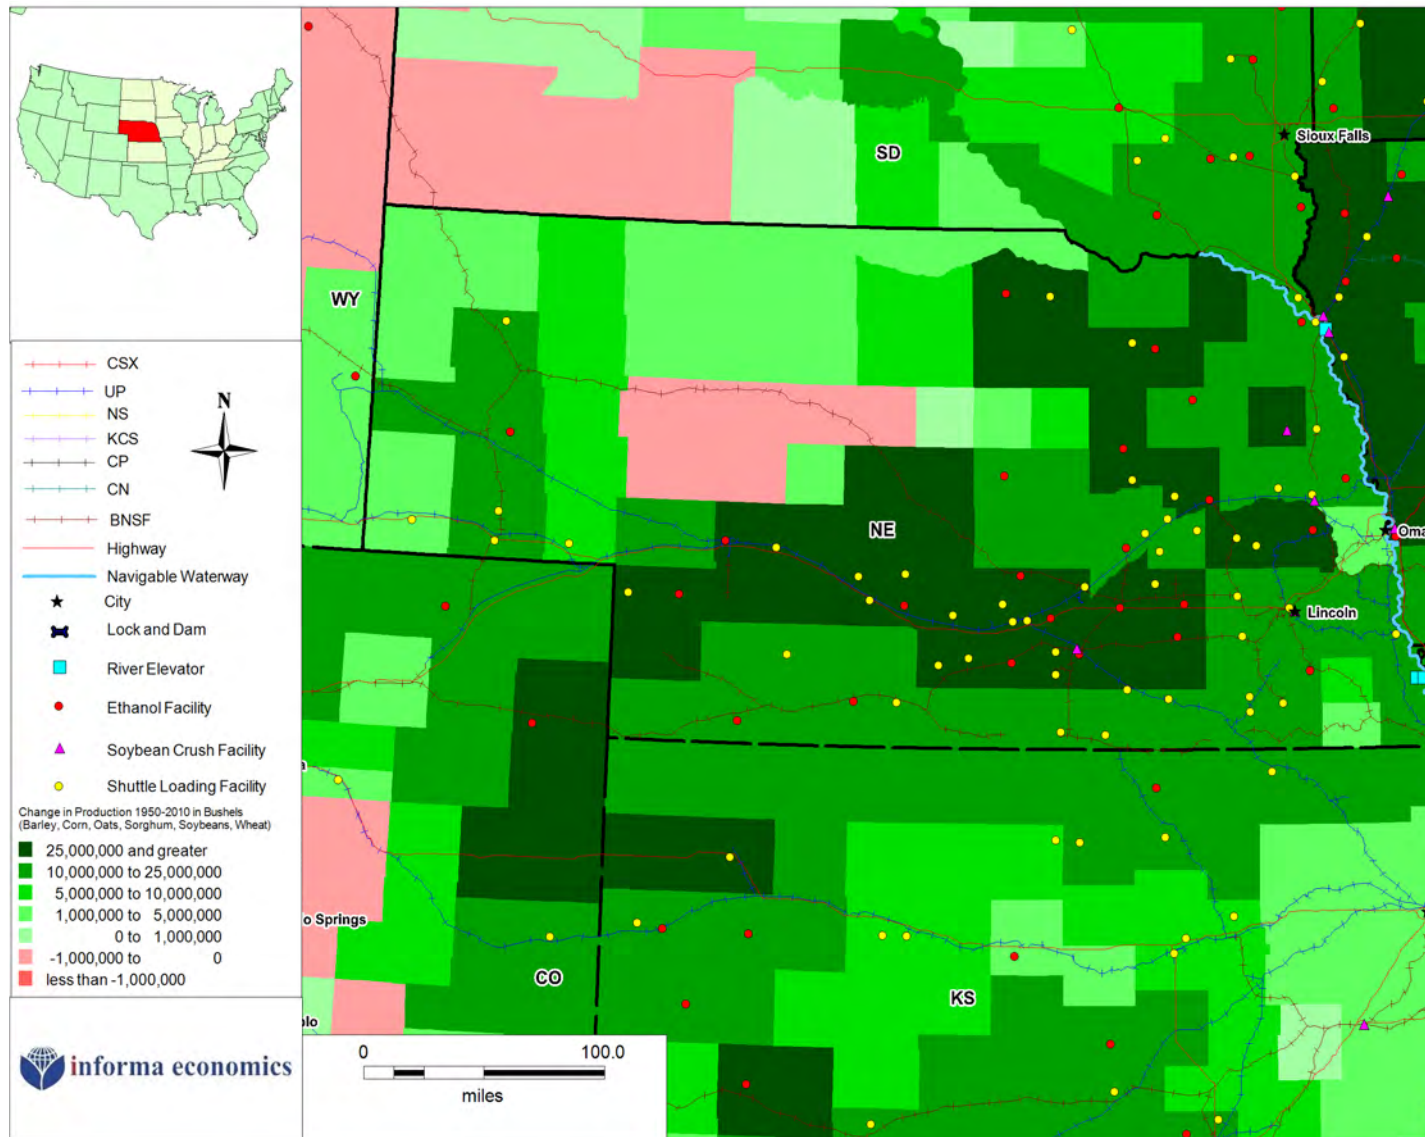 CSX
UP
NS
KCS
CP
CN
BNSF
Highway
Navigable Waterway
City
Lock and Dam
River Elevator
Ethanol Facility
Soybean Crush Facility
Shuttle Loading Facility
N
Change in Production 1950-2010 in Bushels
(Barley, Corn, Oats, Sorghum, Soybeans, Wheat)
25,000,000 and greater
10,000,000 to 25,000,000
5,000,000 to 10,000,000
1,000,000 to 5,000,000
0 to 1,000,000
-1,000,000 to 0
less than -1,000,000
informa economics
SD
Sioux Falls
WY
NE
Oma
Lincoln
a
o Springs
CO
KS
olo
0 100.0
miles